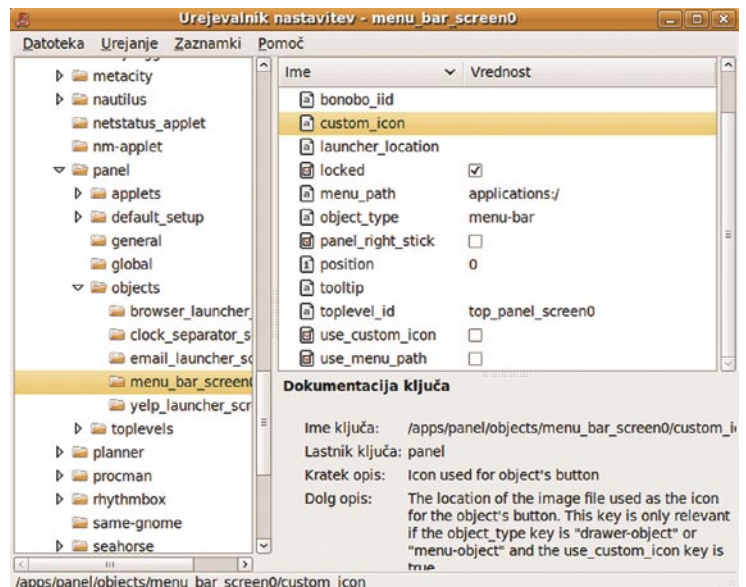 Urejevalnik nastavitev - menu_bar_screen0
Datoteka Urejanje Zaznamki Pomoč
metacity
nautilus
netstatus_applet
nm-applet
panel
applets
default_setup
general
global
objects
browser_launcher
clock_separator_s
email_launcher_sc
menu_bar_screen
yelp_launcher_scr
toplevels
planner
procman
rhythmbox
same-gnome
seahorse
Ime Vrednost
bonobo_iid
custom_icon
launcher_location
locked
menu_path applications:/
object_type menu-bar
panel_right_stick
position 0
tooltip
toplevel_id top_panel_screen0
use_custom_icon
use_menu_path
Dokumentacija ključa
Ime ključa: /apps/panel/objects/menu_bar_screen0/custom_i
Lastnik ključa: panel
Kratek opis: Icon used for object's button
Dolg opis: The location of the image file used as the icon
for the object's button. This key is only relevant
if the object_type key is "drawer-object" or
"menu-object" and the use_custom_icon key is
true
/apps/panel/objects/menu_bar_screen0/custom_icon